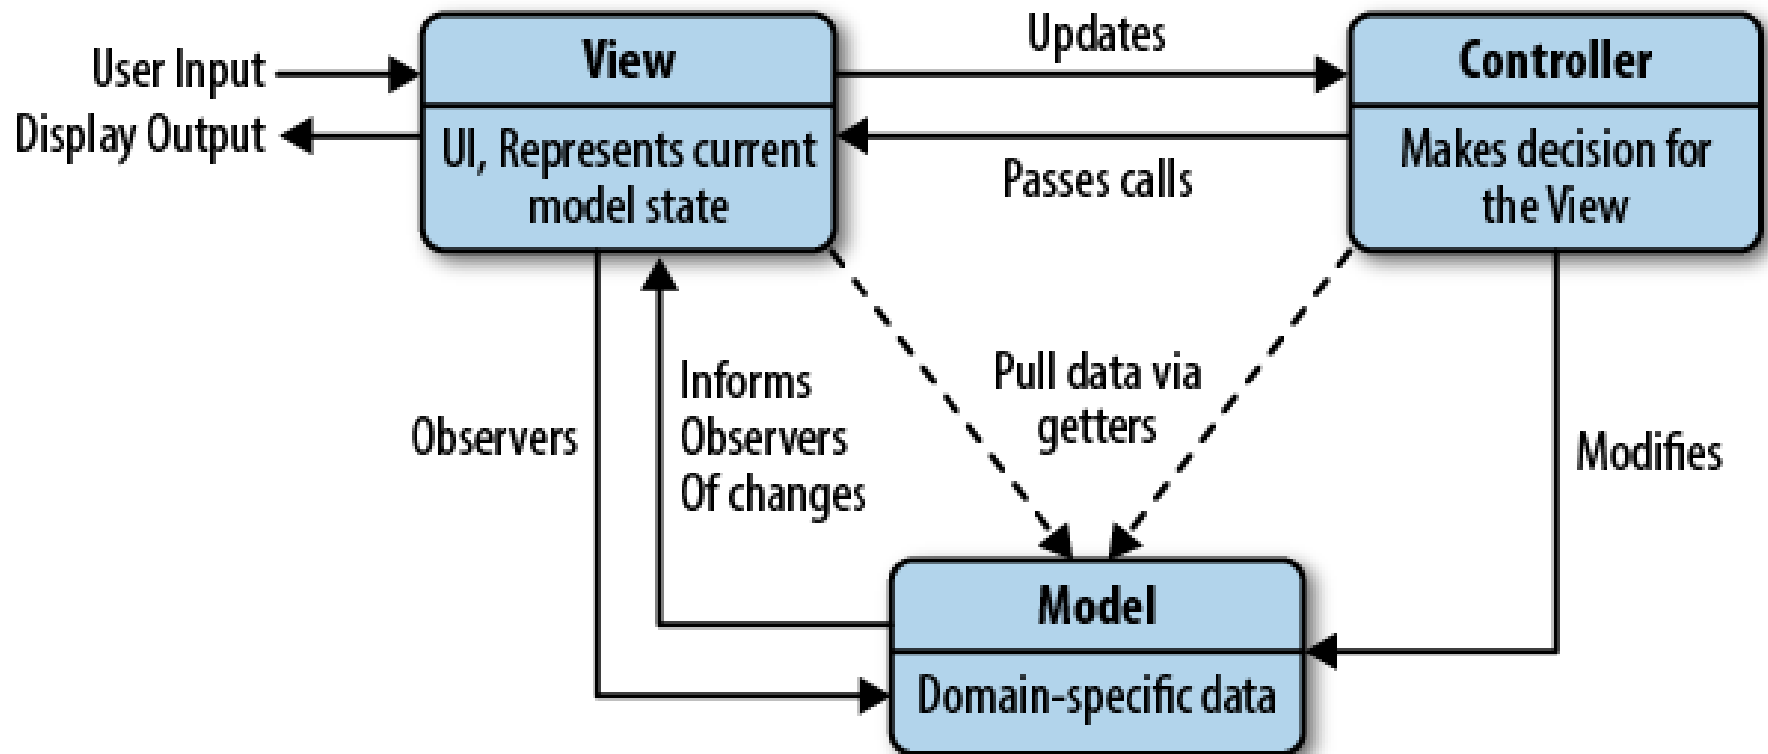 View
Updates
Controller
User Input
Display Output
UI, Represents current
model state
Passes calls
Makes decision for
the View
Observers
Informs
Observers
Of changes
Pull data via
getters
Modifies
Model
Domain-specific data